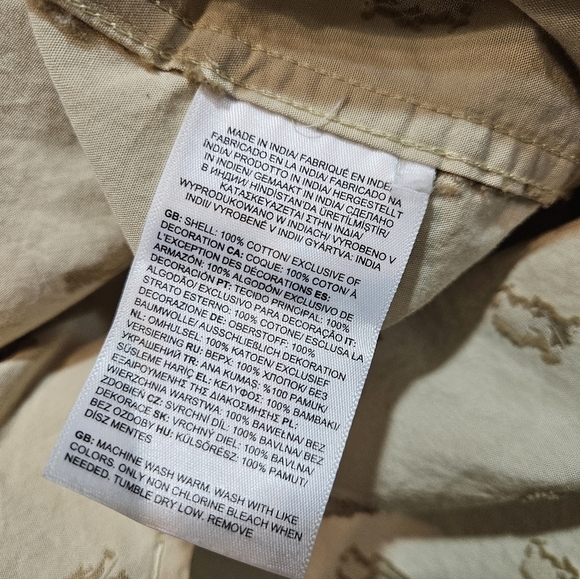 MADE IN INDIA/ FABRIQUÉ EN INDE/
FABRICADO EN LA INDIA/ FABRICADO NA
ÍNDIA/ PRODOTTO IN INDIA/ HERGESTELLT
IN INDIEN/ GEMAAKT IN INDIA/ СДЕЛАНО
В ИНДИИ/ HINDISTAN'DA ÜRETİLMİŞTİR/
ΚΑΤΑΣΚΕΥΑΖΕΤΑΙ ΣΤΗΝ ΙΝΔΙΑ/
WYPRODUKOWANO W INDIACH/ VYROBENO V
INDII/ VYROBENÉ V INDII/ GYÁRTVA: INDIA
GB: SHELL: 100% COTTON/ EXCLUSIVE OF
DECORATION CA: COQUE: 100% COTON/ À
L'EXCEPTION DES DÉCORATIONS ES:
ARMAZÓN: 100% ALGODÓN/ EXCLUSIVO DE
DECORACIÓN PT: TECIDO PRINCIPAL: 100%
ALGODÃO/ EXCLUSIVO PARA DECORAÇÃO IT:
STRATO ESTERNO: 100% COTONE/ ESCLUSA LA
DECORAZIONE DE: OBERSTOFF: 100%
BAUMWOLLE/ AUSSCHLIEßLICH DEKORATION
NL: OMHULSEL: 100% KATOEN/ EXCLUSIEF
VERSIERING RU: ВЕРХ: 100% ХЛОПОК/ БЕЗ
УКРАШЕНИЙ TR: ANA KUMAŞ: %100 PAMUK/
SÜSLEME HARİÇ EL: ΚΕΛΥΦΟΣ: 100% ΒΑΜΒΑΚΙ/
ΕΞΑΙΡΟΥΜΕΝΗΣ ΤΗΣ ΔΙΑΚΟΣΜΗΣΗΣ PL:
WIERZCHNIA WARSTWA: 100% BAWEŁNA/ BEZ
ZDOBIEŃ CZ: SVRCHNÝ DÍL: 100% BAVLNA/ BEZ
DEKORACE SK: VRCHNÝ DIEL: 100% BAVLNA/
BEZ OZDOBY HU: KÜLSŐRÉSZ: 100% PAMUT/
DÍSZ MENTES
GB: MACHINE WASH WARM. WASH WITH LIKE
COLORS. ONLY NON CHLORINE BLEACH WHEN
NEEDED. TUMBLE DRY LOW. REMOVE